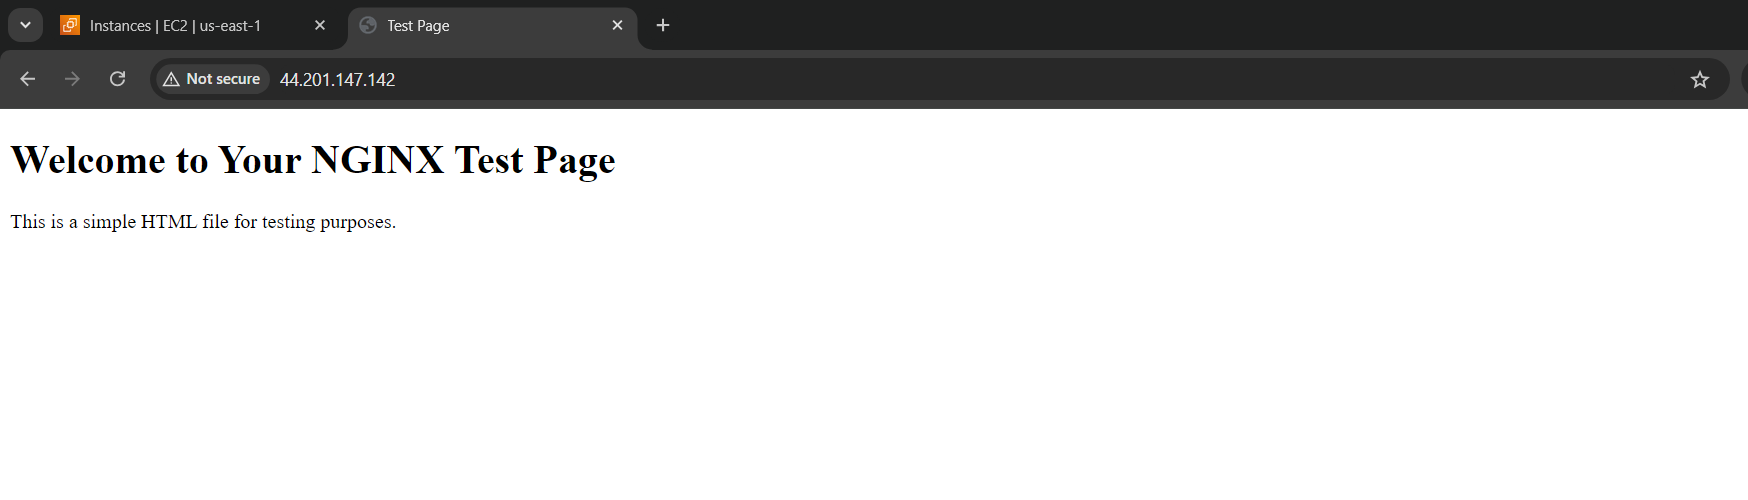 Instances | EC2 | us-east-1
Test Page
Not secure
44.201.147.142
Welcome to Your NGINX Test Page
This is a simple HTML file for testing purposes.